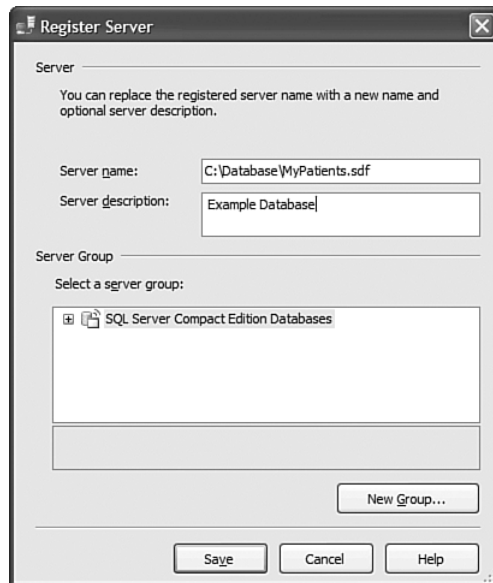 Register Server
Server
You can replace the registered server name with a new name and
optional server description.
Server name:
C:\Database\MyPatients.sdf
Server description:
Example Database
Server Group
Select a server group:
SQL Server Compact Edition Databases
New Group...
Save
Cancel
Help